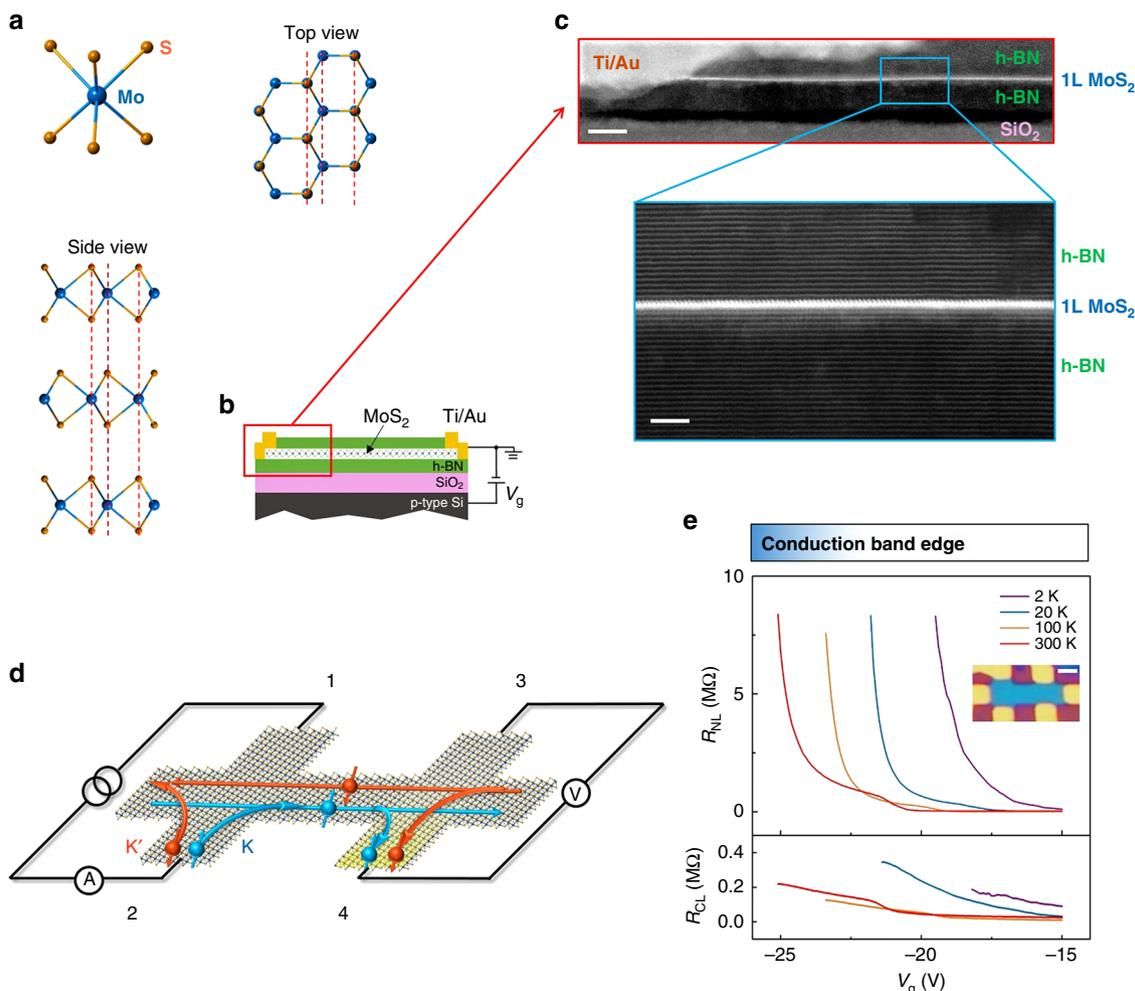 a
S
Mo
Top view
Side view
b
MoS₂
Ti/Au
h-BN
SiO₂
p-type Si
Vg
c
Ti/Au
h-BN
1L MoS₂
h-BN
SiO₂
h-BN
1L MoS₂
h-BN
d
1
3
V
K′
K
A
2
4
e
Conduction band edge
10
5
0
R_NL (MΩ)
2 K
20 K
100 K
300 K
0.4
0.2
0.0
R_CL (MΩ)
–25
–20
–15
Vg (V)